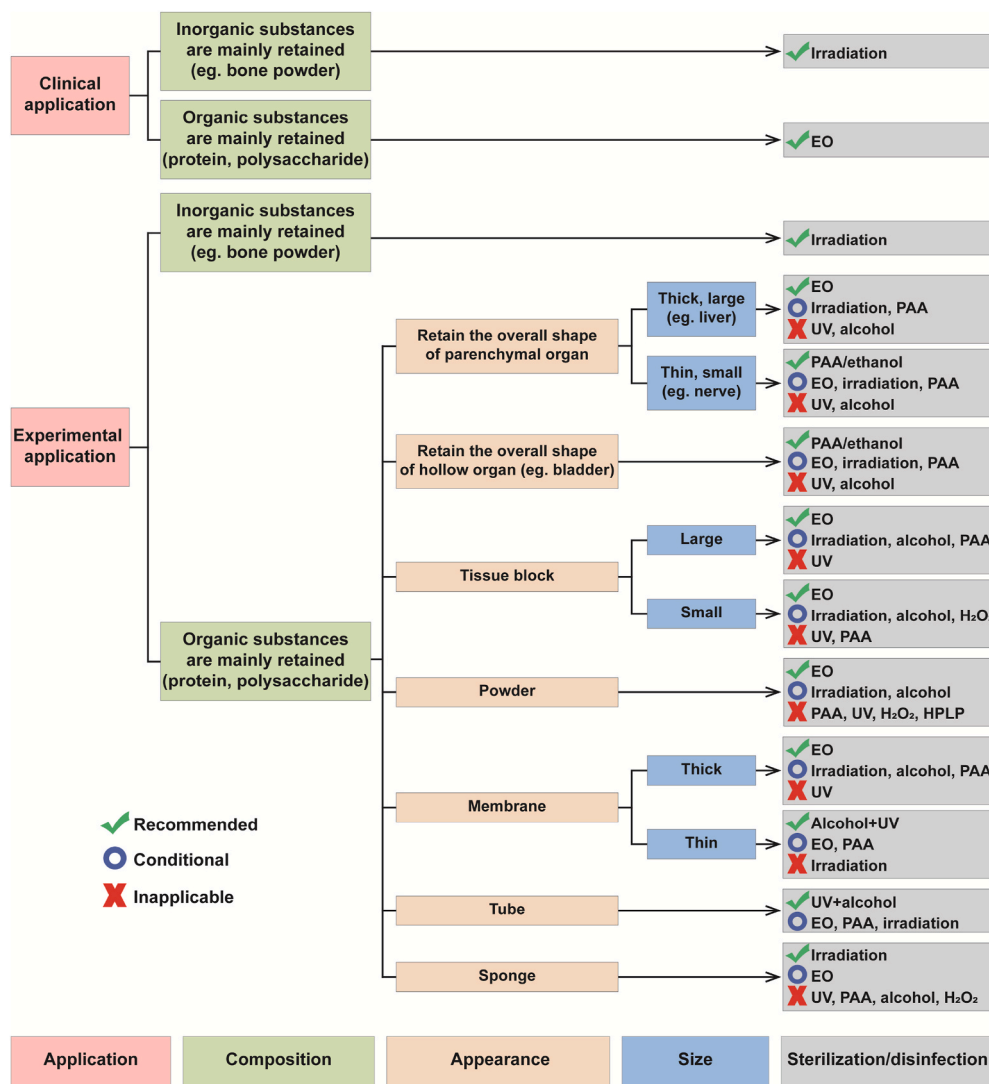 Clinical
application
Inorganic substances
are mainly retained
(eg. bone powder)
Irradiation
Organic substances
are mainly retained
(protein, polysaccharide)
EO
Experimental
application
Inorganic substances
are mainly retained
(eg. bone powder)
Irradiation
Organic substances
are mainly retained
(protein, polysaccharide)
Retain the overall shape
of parenchymal organ
Thick, large
(eg. liver)
EO
Irradiation, PAA
UV, alcohol
Thin, small
(eg. nerve)
PAA/ethanol
EO, irradiation, PAA
UV, alcohol
Retain the overall shape
of hollow organ (eg. bladder)
PAA/ethanol
EO, irradiation, PAA
UV, alcohol
Tissue block
Large
EO
Irradiation, alcohol, PAA
UV
Small
EO
Irradiation, alcohol, H₂O₂
UV, PAA
Powder
EO
Irradiation, alcohol
PAA, UV, H₂O₂, HPLP
Membrane
Thick
EO
Irradiation, alcohol, PAA
UV
Thin
Alcohol+UV
EO, PAA
Irradiation
Tube
UV+alcohol
EO, PAA, irradiation
Sponge
Irradiation
EO
UV, PAA, alcohol, H₂O₂
Recommended
Conditional
Inapplicable
Application
Composition
Appearance
Size
Sterilization/disinfection